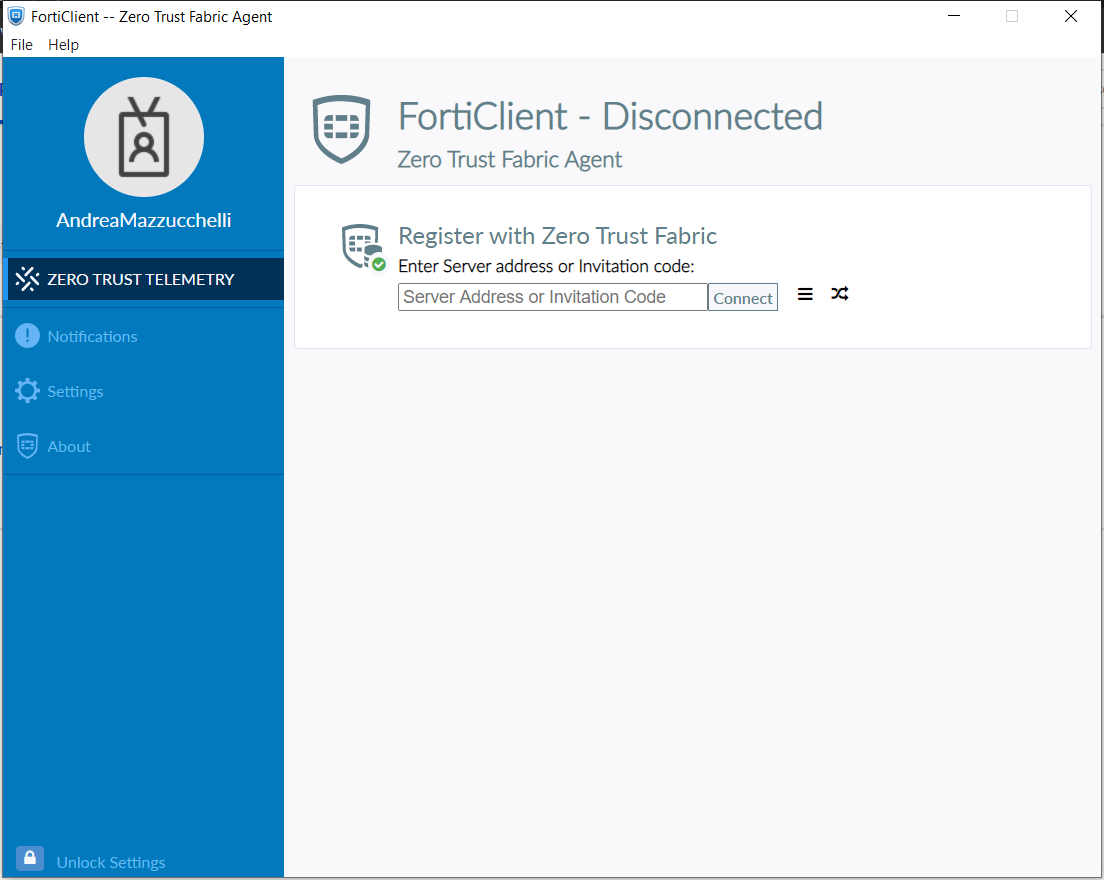 FortiClient -- Zero Trust Fabric Agent
File Help
AndreaMazzucchelli
ZERO TRUST TELEMETRY
Notifications
Settings
About
Unlock Settings
FortiClient - Disconnected
Zero Trust Fabric Agent
Register with Zero Trust Fabric
Enter Server address or Invitation code:
Server Address or Invitation Code Connect